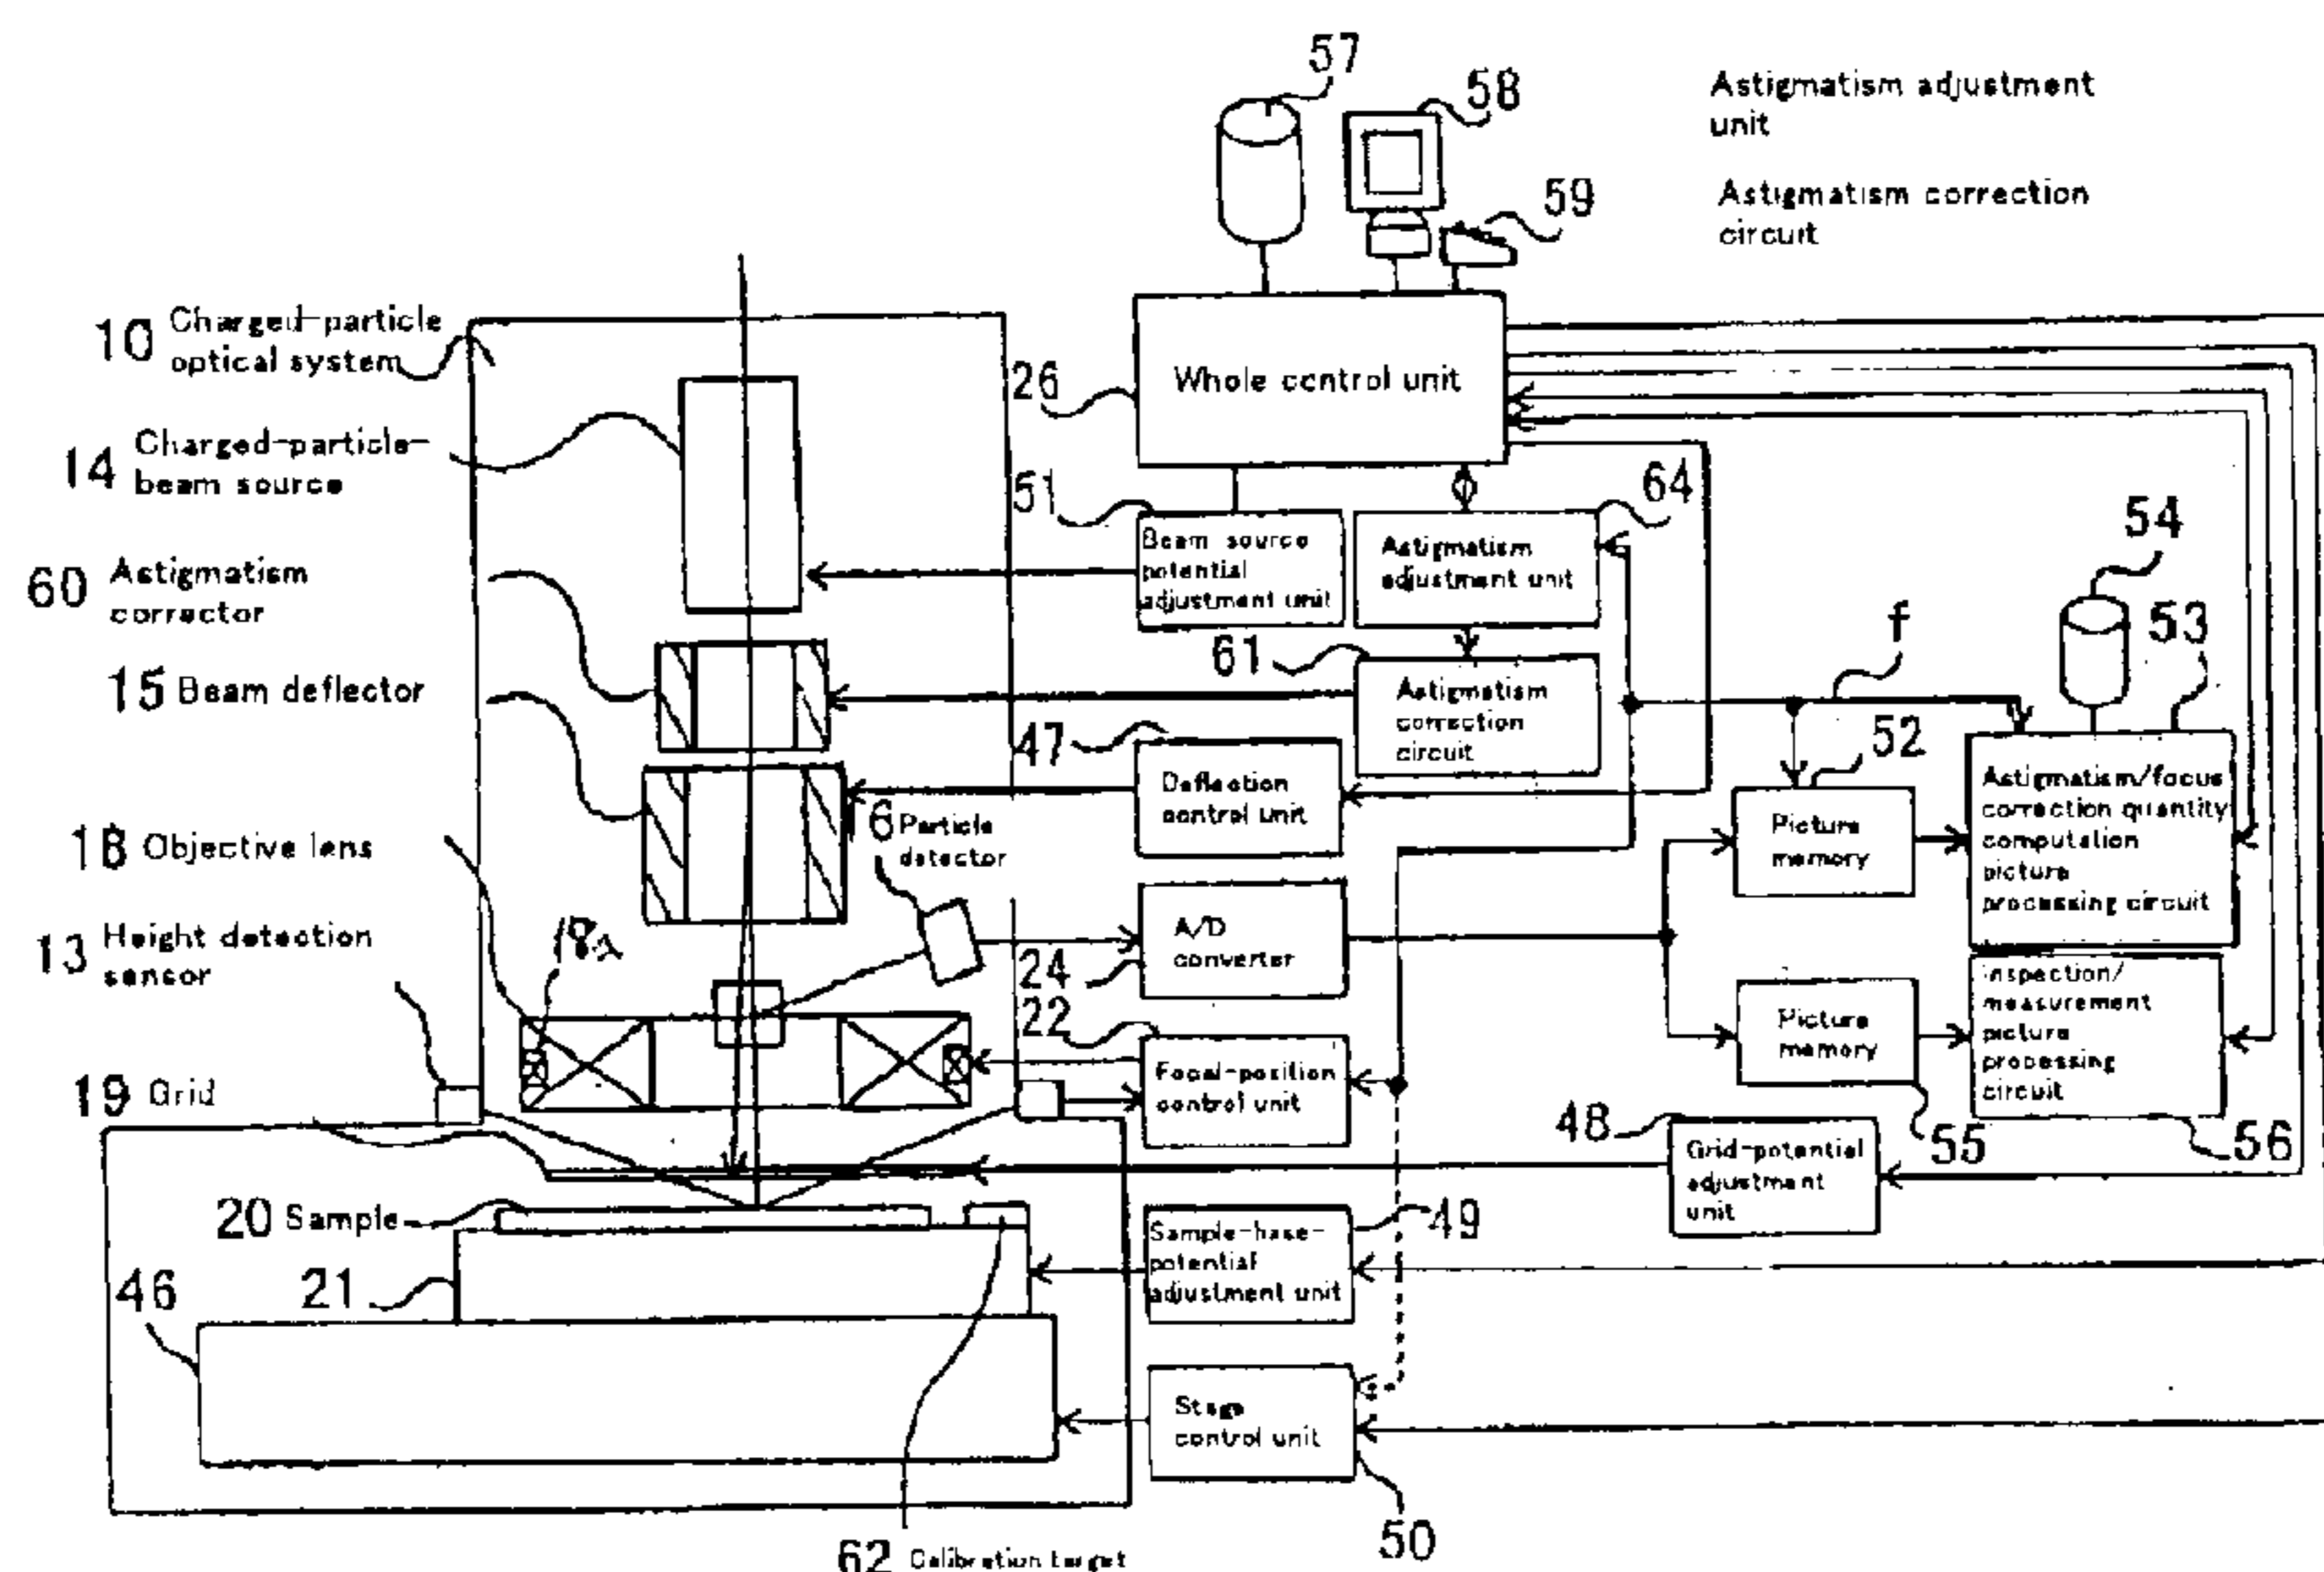 57
58
Astigmatism adjustment
unit
59
Astigmatism correction
circuit
10 Charged-particle
optical system
26
Whole control unit
14 Charged-particle-
beam source
51
64
54
Beam source
potential
adjustment unit
Astigmatism
adjustment unit
60 Astigmatism
corrector
53
f
61
15 Beam deflector
Astigmatism
correction
circuit
47
52
Deflection
control unit
Astigmatism/focus
correction quantity
computation
picture
processing circuit
Picture
memory
18 Objective lens
16 Particle
detector
13 Height detection
sensor
18a
A/D
converter
24
Inspection/
measurement
picture
processing
circuit
22
Picture
memory
Focal-position
control unit
19 Grid
48
55
56
Grid-potential
adjustment
unit
20 Sample
49
Sample-base-
potential
adjustment unit
46
21
Stage
control unit
50
62 Calibration target